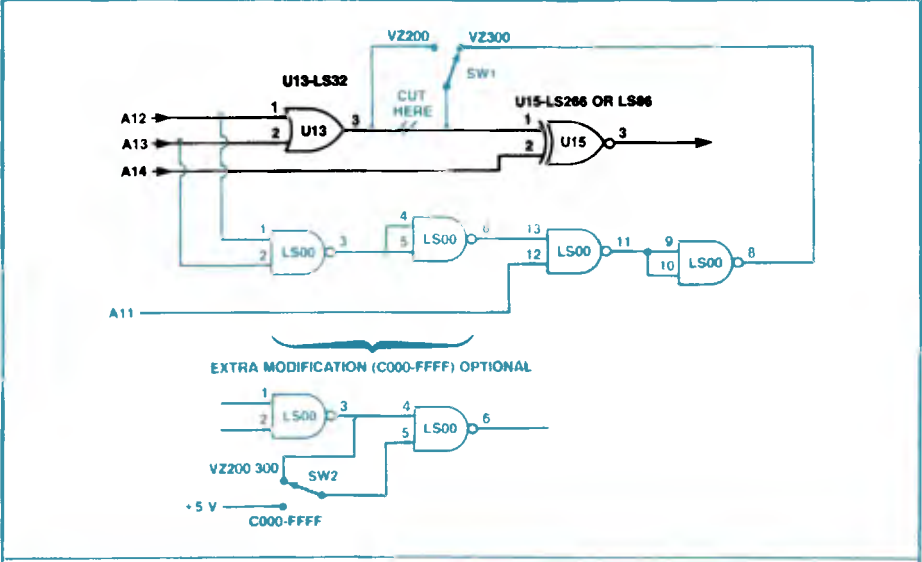 VZ200 VZ300
SW1
U13-LS32
CUT
HERE
U15-LS266 OR LS86
A12 1
3 U13
1 U15 3
A13 2
2
A14
1 LS00 3
2
4 LS00 6
5
13 LS00 11
12
9 LS00 8
10
A11
EXTRA MODIFICATION (C000-FFFF) OPTIONAL
1 LS00 3
2
4 LS00 6
5
VZ200 300
SW2
+5 V
C000-FFFF